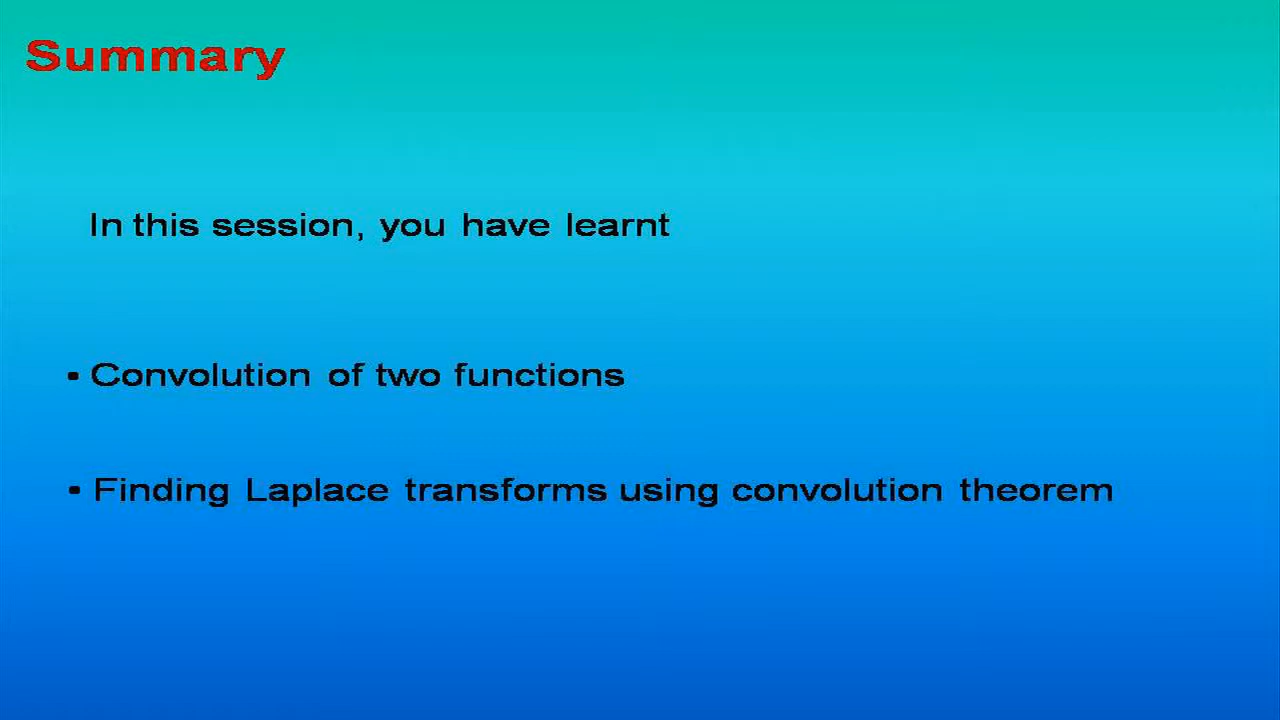 Summary
In this session, you have learnt
▪ Convolution of two functions
▪ Finding Laplace transforms using convolution theorem